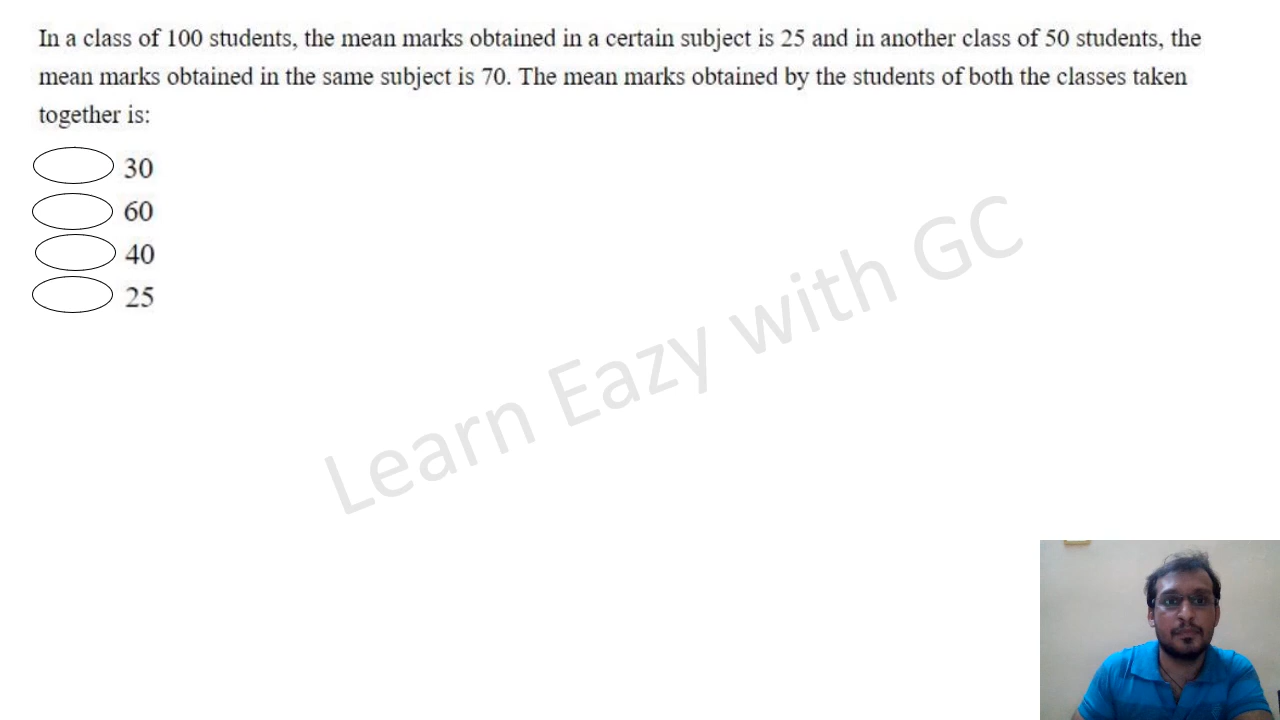 In a class of 100 students, the mean marks obtained in a certain subject is 25 and in another class of 50 students, the
mean marks obtained in the same subject is 70. The mean marks obtained by the students of both the classes taken
together is:
30
60
40
25
Learn Eazy with GC